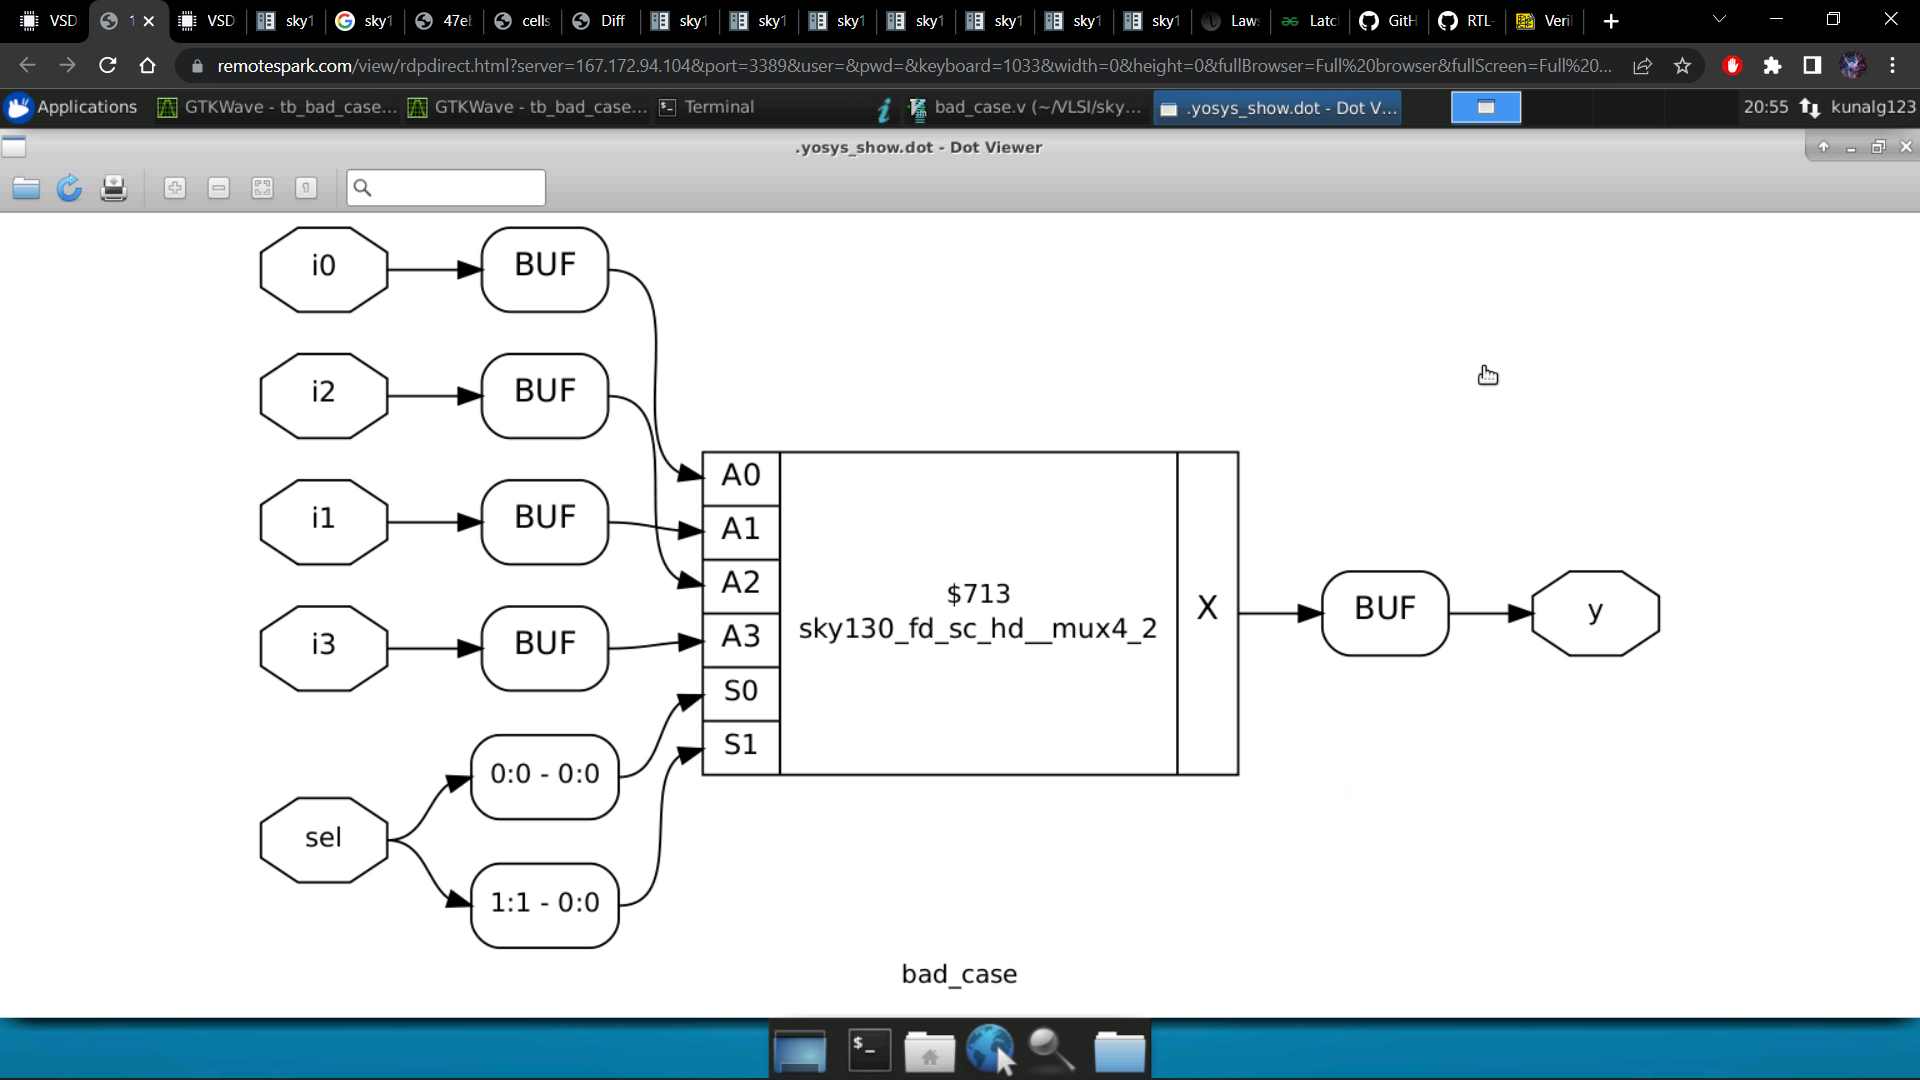 VSD
1
VSD
sky1
sky1
47e
cells
Diff
sky1
sky1
sky1
sky1
sky1
sky1
sky1
Law
Latc
GitH
RTL-
Veri
remotespark.com/view/rdpdirect.html?server=167.172.94.104&port=3389&user=&pwd=&keyboard=1033&width=0&height=0&fullBrowser=Full%20browser&fullScreen=Full%20...
Applications
GTKWave - tb_bad_case...
GTKWave - tb_bad_case...
Terminal
bad_case.v (~/VLSI/sky...
.yosys_show.dot - Dot V...
20:55
kunalg123
.yosys_show.dot - Dot Viewer
i0
BUF
i2
BUF
i1
BUF
i3
BUF
sel
0:0 - 0:0
1:1 - 0:0
A0
A1
A2
A3
S0
S1
$713
sky130_fd_sc_hd__mux4_2
X
BUF
y
bad_case
$_